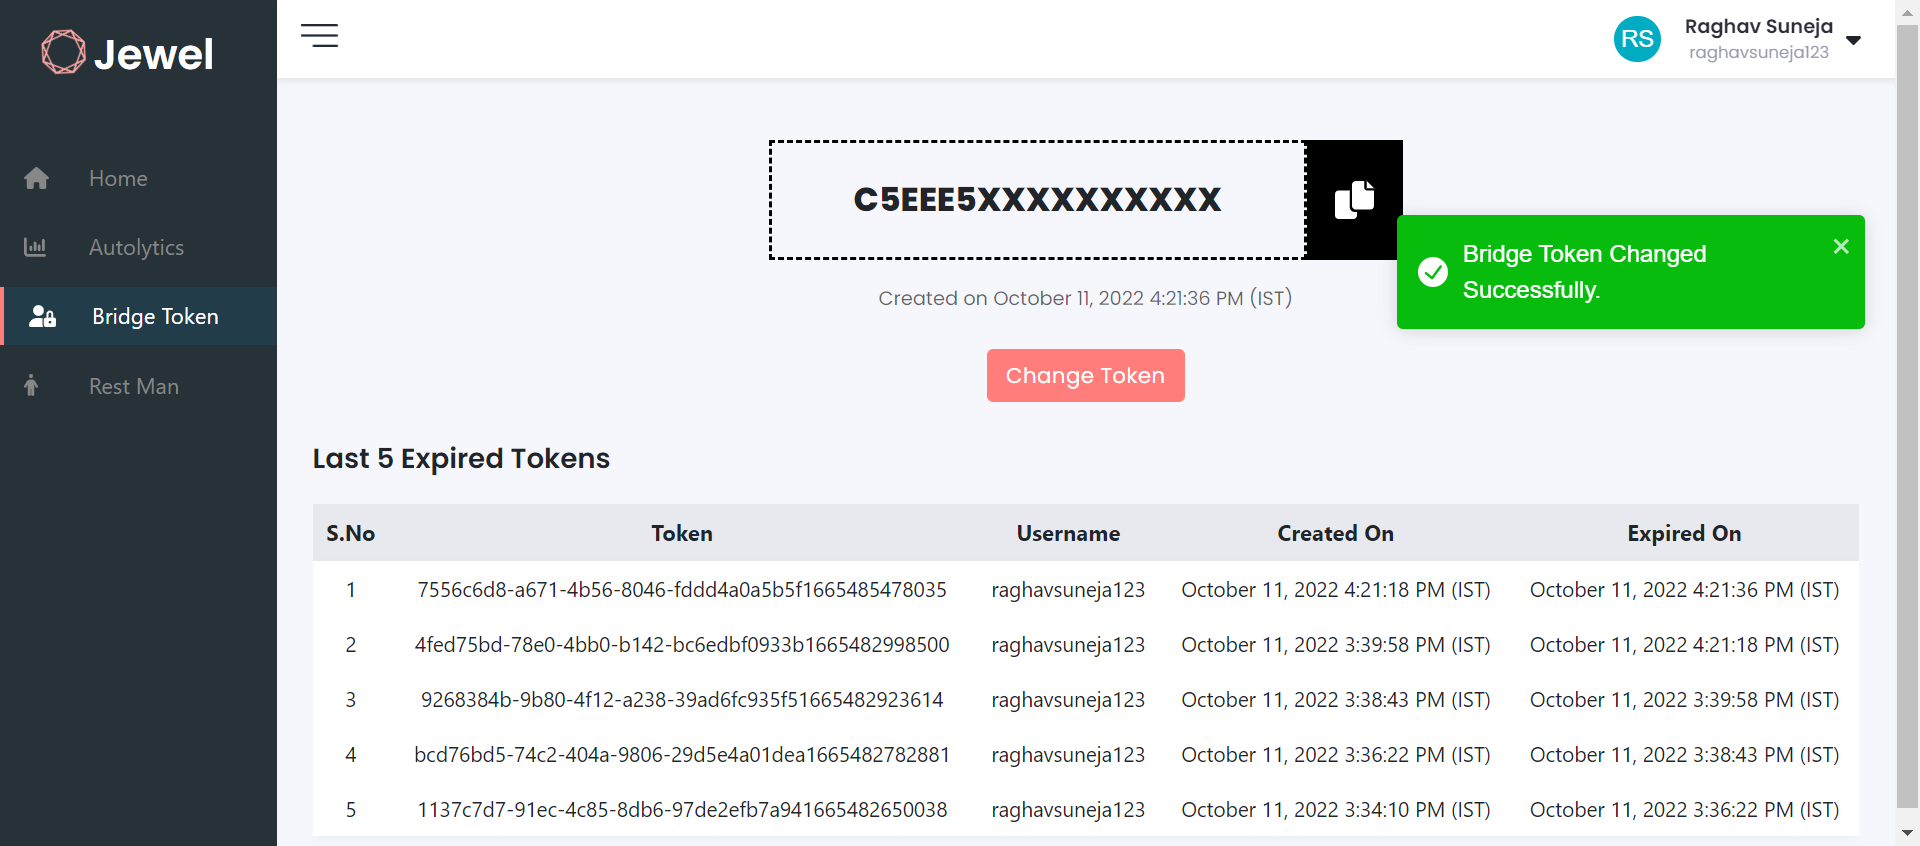 Jewel
Raghav Suneja
RS
raghavsuneja123
Home
Autolytics
Bridge Token
Rest Man
C5EEE5XXXXXXXXXX
Bridge Token Changed
Successfully.
Created on October 11, 2022 4:21:36 PM (IST)
Change Token
Last 5 Expired Tokens
S.No Token Username Created On Expired On
1 7556c6d8-a671-4b56-8046-fddd4a0a5b5f1665485478035 raghavsuneja123 October 11, 2022 4:21:18 PM (IST) October 11, 2022 4:21:36 PM (IST)
2 4fed75bd-78e0-4bb0-b142-bc6edbf0933b1665482998500 raghavsuneja123 October 11, 2022 3:39:58 PM (IST) October 11, 2022 4:21:18 PM (IST)
3 9268384b-9b80-4f12-a238-39ad6fc935f51665482923614 raghavsuneja123 October 11, 2022 3:38:43 PM (IST) October 11, 2022 3:39:58 PM (IST)
4 bcd76bd5-74c2-404a-9806-29d5e4a01dea1665482782881 raghavsuneja123 October 11, 2022 3:36:22 PM (IST) October 11, 2022 3:38:43 PM (IST)
5 1137c7d7-91ec-4c85-8db6-97de2efb7a941665482650038 raghavsuneja123 October 11, 2022 3:34:10 PM (IST) October 11, 2022 3:36:22 PM (IST)